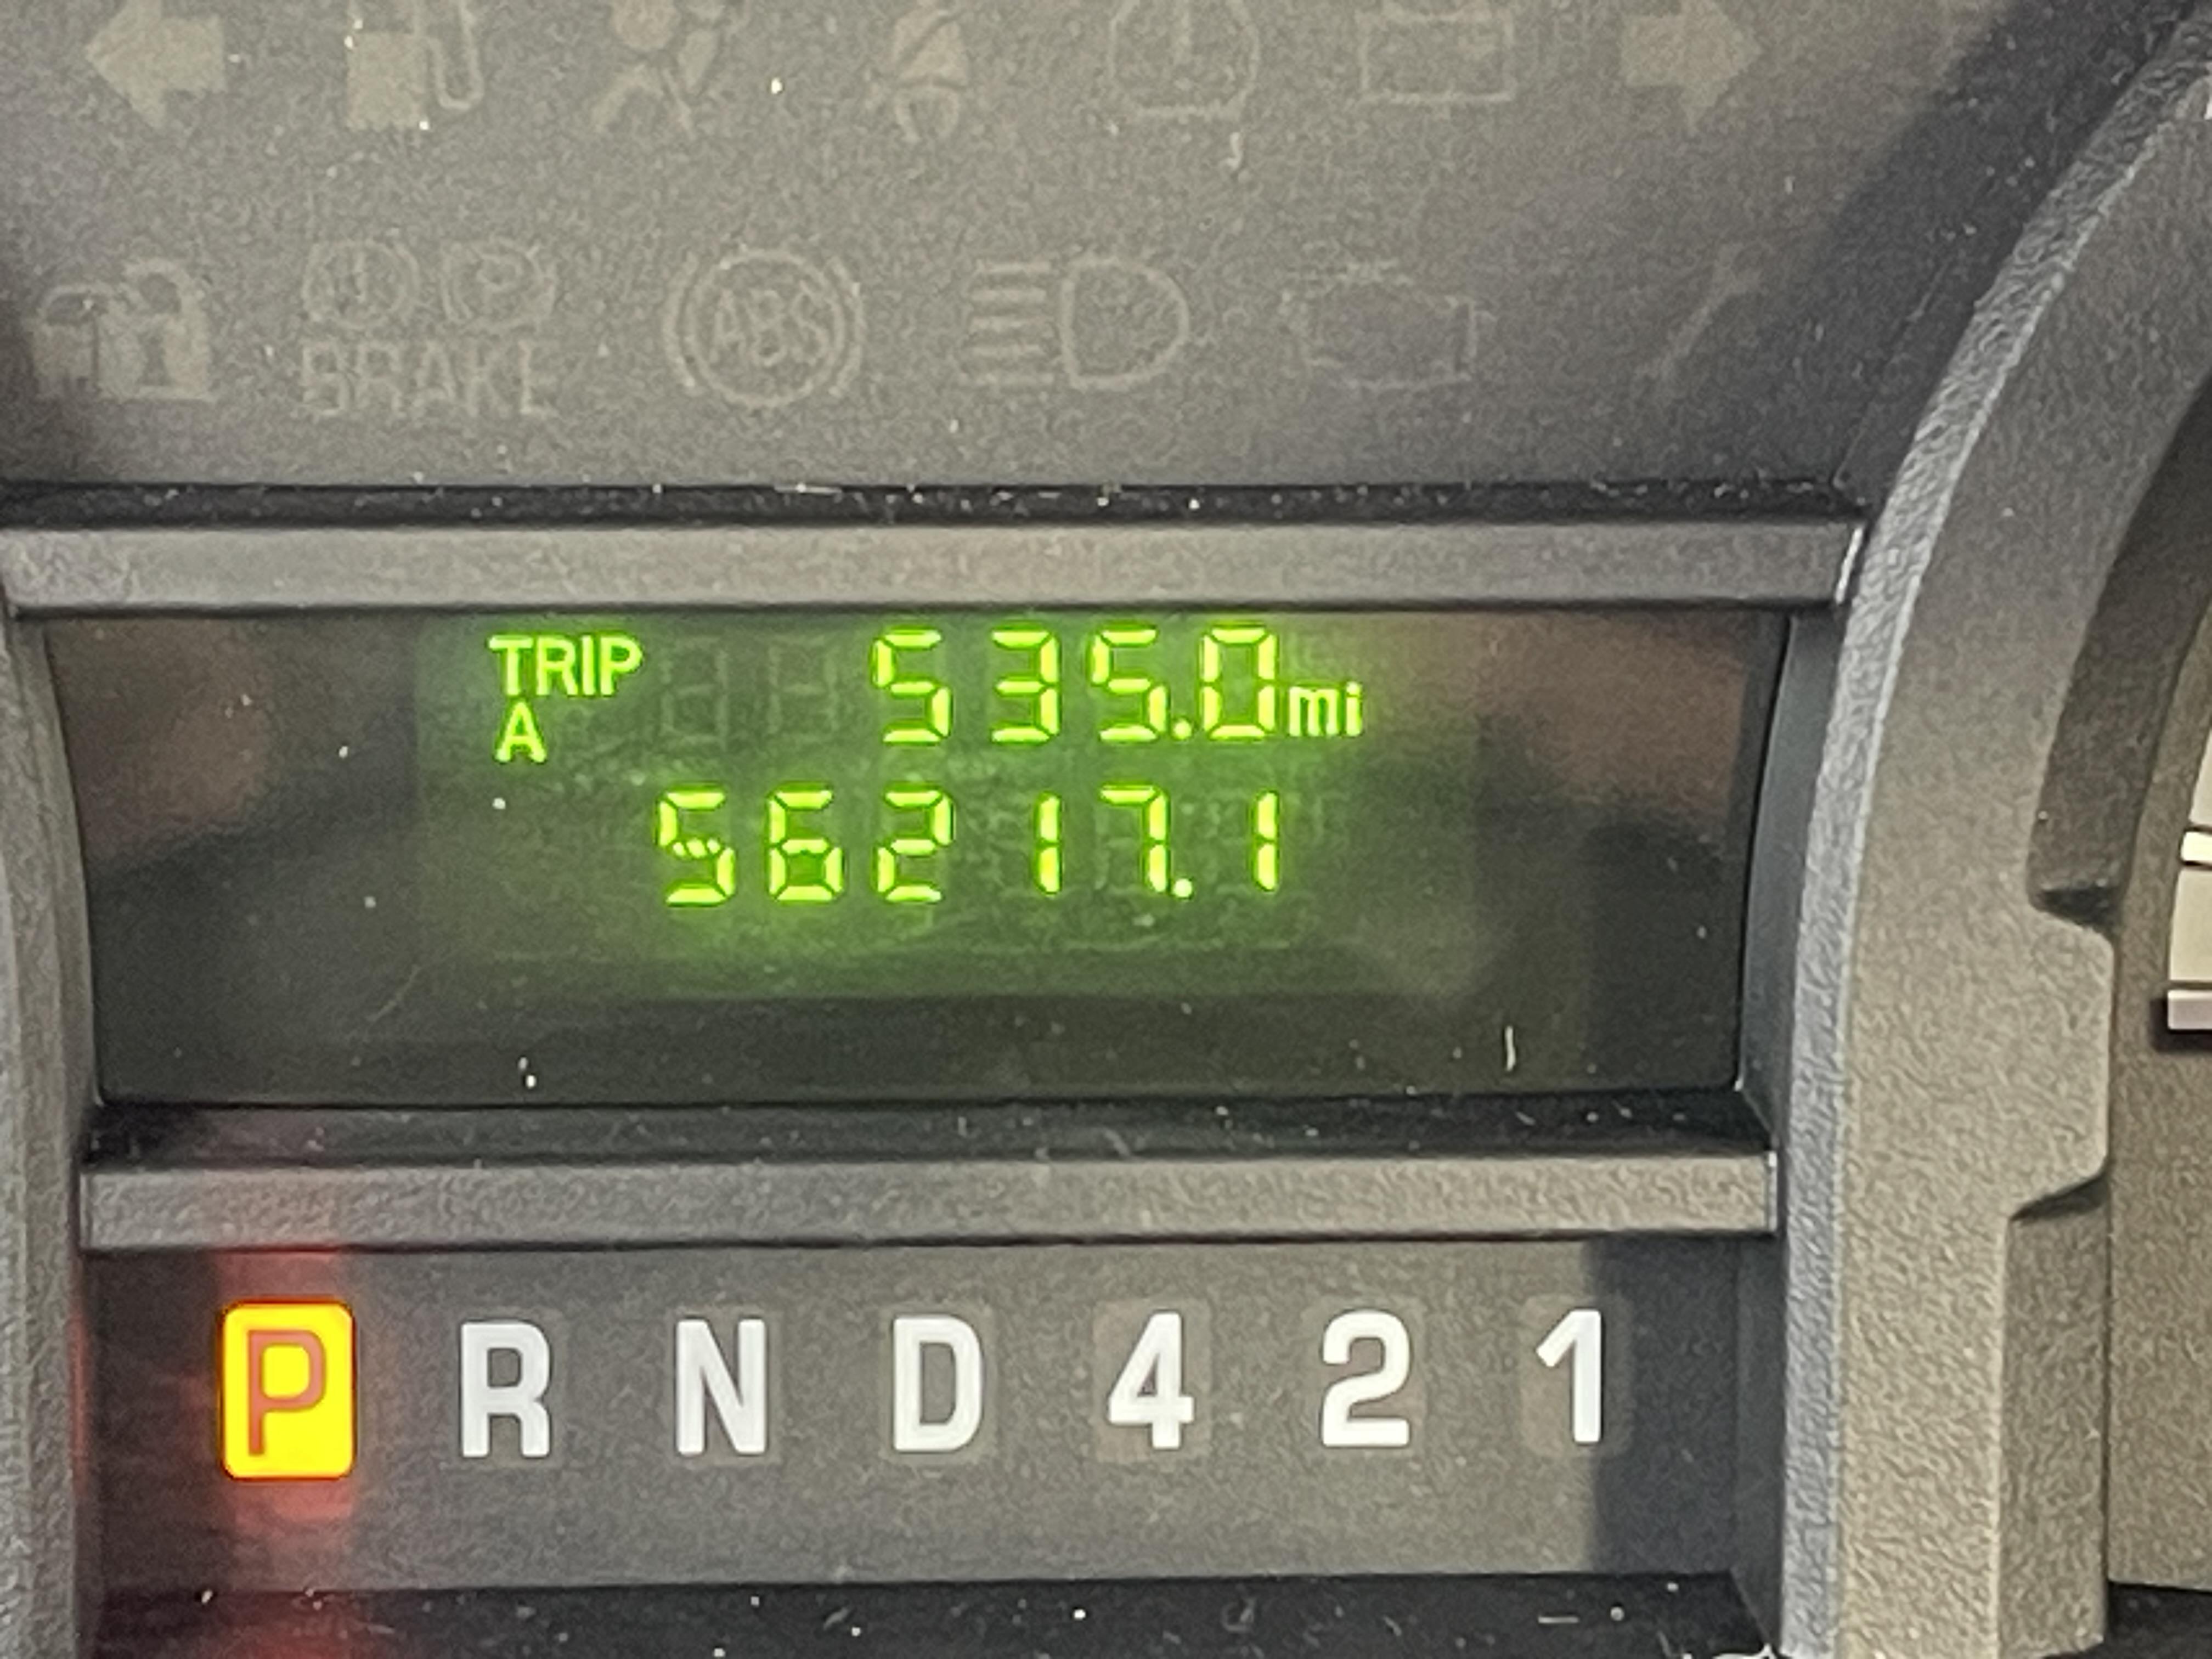 BRAKE ABS
TRIP 535.0mi
A
56217.1
P R N D 4 2 1